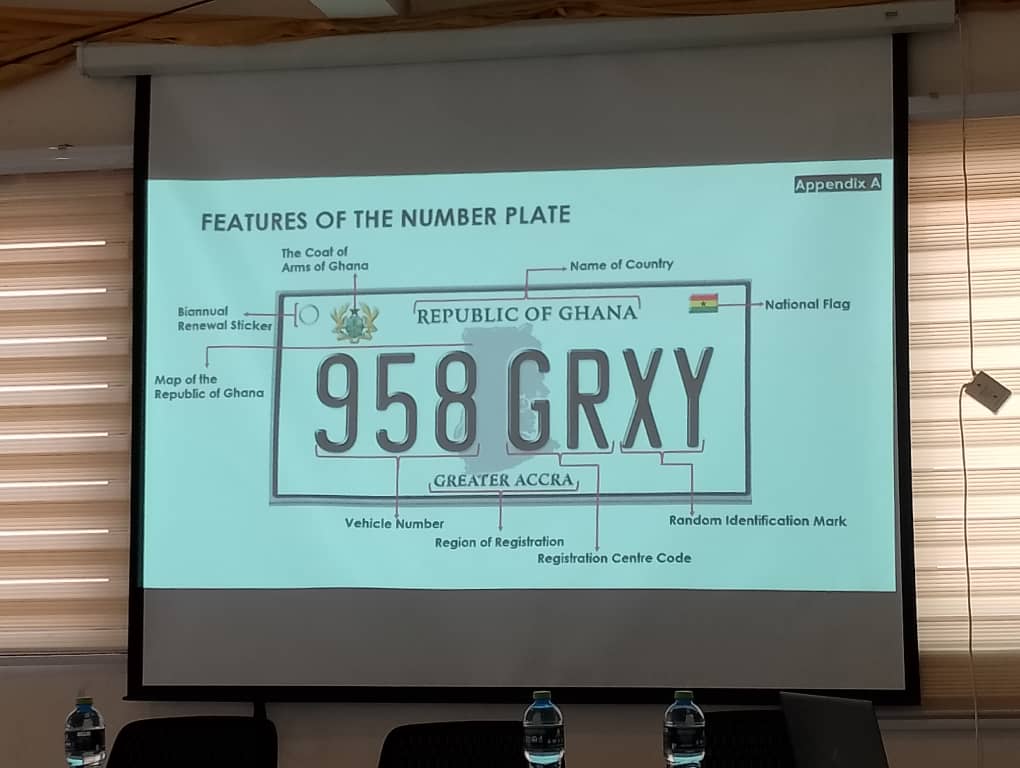 Appendix A
FEATURES OF THE NUMBER PLATE
The Coat of
Arms of Ghana
Name of Country
Biannual
Renewal Sticker
REPUBLIC OF GHANA
National Flag
Map of the
Republic of Ghana
958 GRXY
GREATER ACCRA
Vehicle Number
Random Identification Mark
Region of Registration
Registration Centre Code